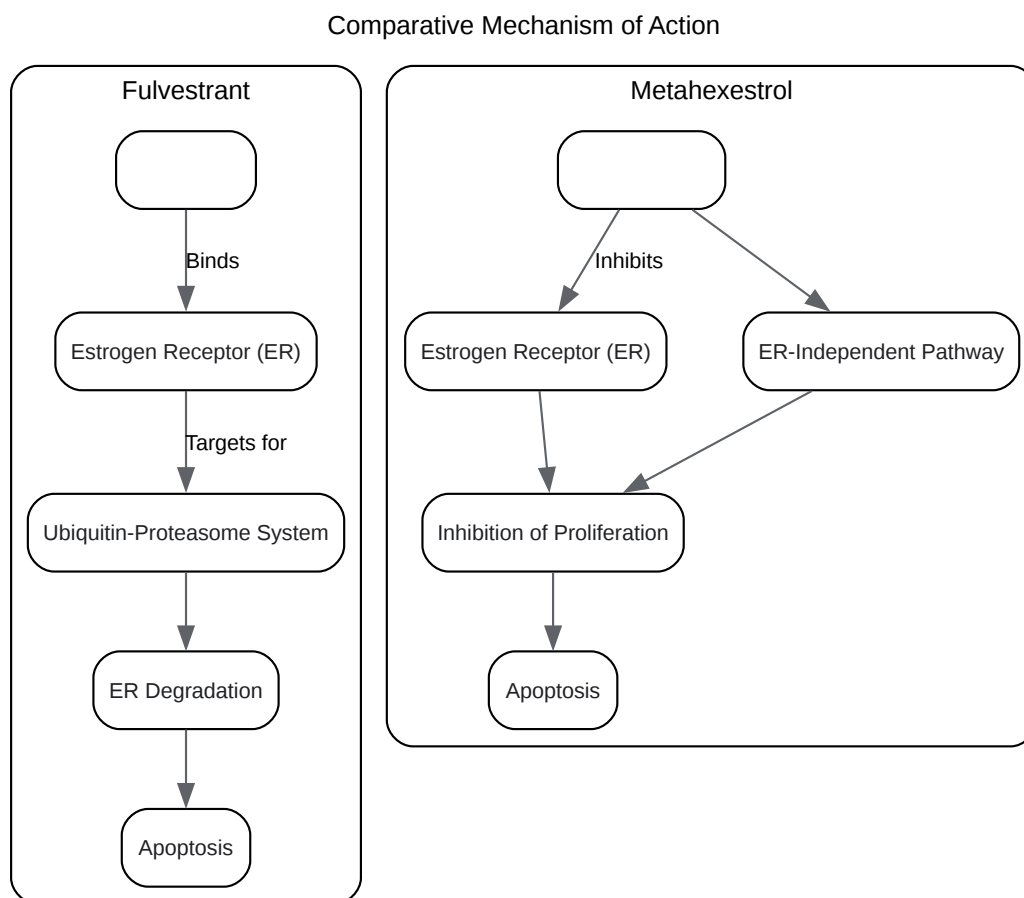 Comparative Mechanism of Action
Fulvestrant
Binds
Estrogen Receptor (ER)
Targets for
Ubiquitin-Proteasome System
ER Degradation
Apoptosis
Metahexestrol
Inhibits
Estrogen Receptor (ER)
ER-Independent Pathway
Inhibition of Proliferation
Apoptosis